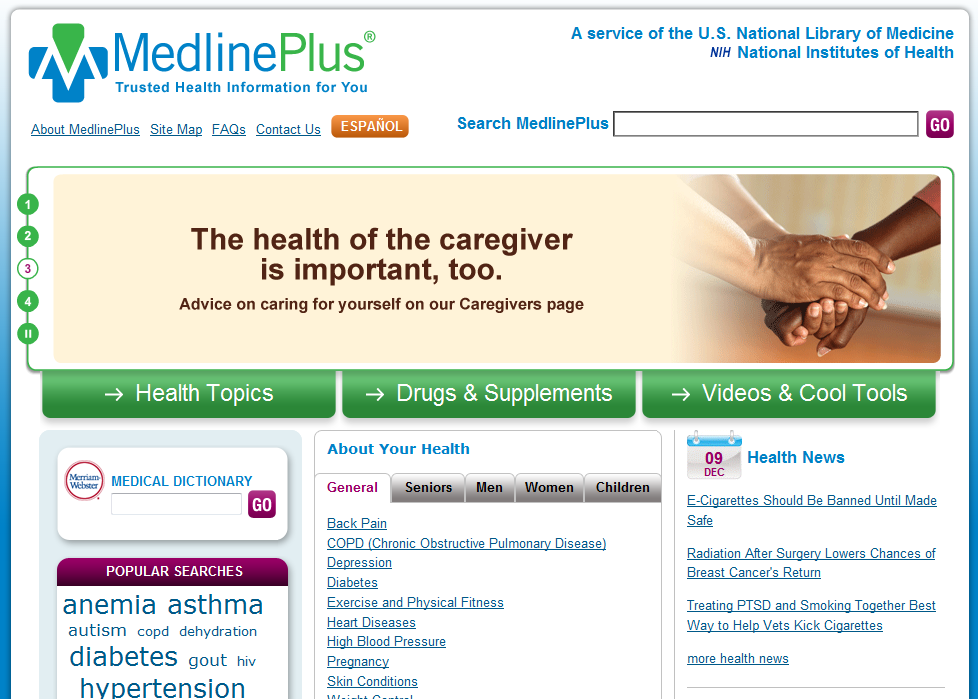 MedlinePlus®
Trusted Health Information for You
A service of the U.S. National Library of Medicine
NIH National Institutes of Health
About MedlinePlus Site Map FAQs Contact Us ESPAÑOL
Search MedlinePlus GO
1
2
3
4
The health of the caregiver
is important, too.
Advice on caring for yourself on our Caregivers page
→ Health Topics → Drugs & Supplements → Videos & Cool Tools
Merriam-
Webster
MEDICAL DICTIONARY
GO
POPULAR SEARCHES
anemia asthma
autism copd dehydration
diabetes gout hiv
hypertension
About Your Health
General Seniors Men Women Children
Back Pain
COPD (Chronic Obstructive Pulmonary Disease)
Depression
Diabetes
Exercise and Physical Fitness
Heart Diseases
High Blood Pressure
Pregnancy
Skin Conditions
Weight Control
09
DEC
Health News
E-Cigarettes Should Be Banned Until Made
Safe
Radiation After Surgery Lowers Chances of
Breast Cancer's Return
Treating PTSD and Smoking Together Best
Way to Help Vets Kick Cigarettes
more health news